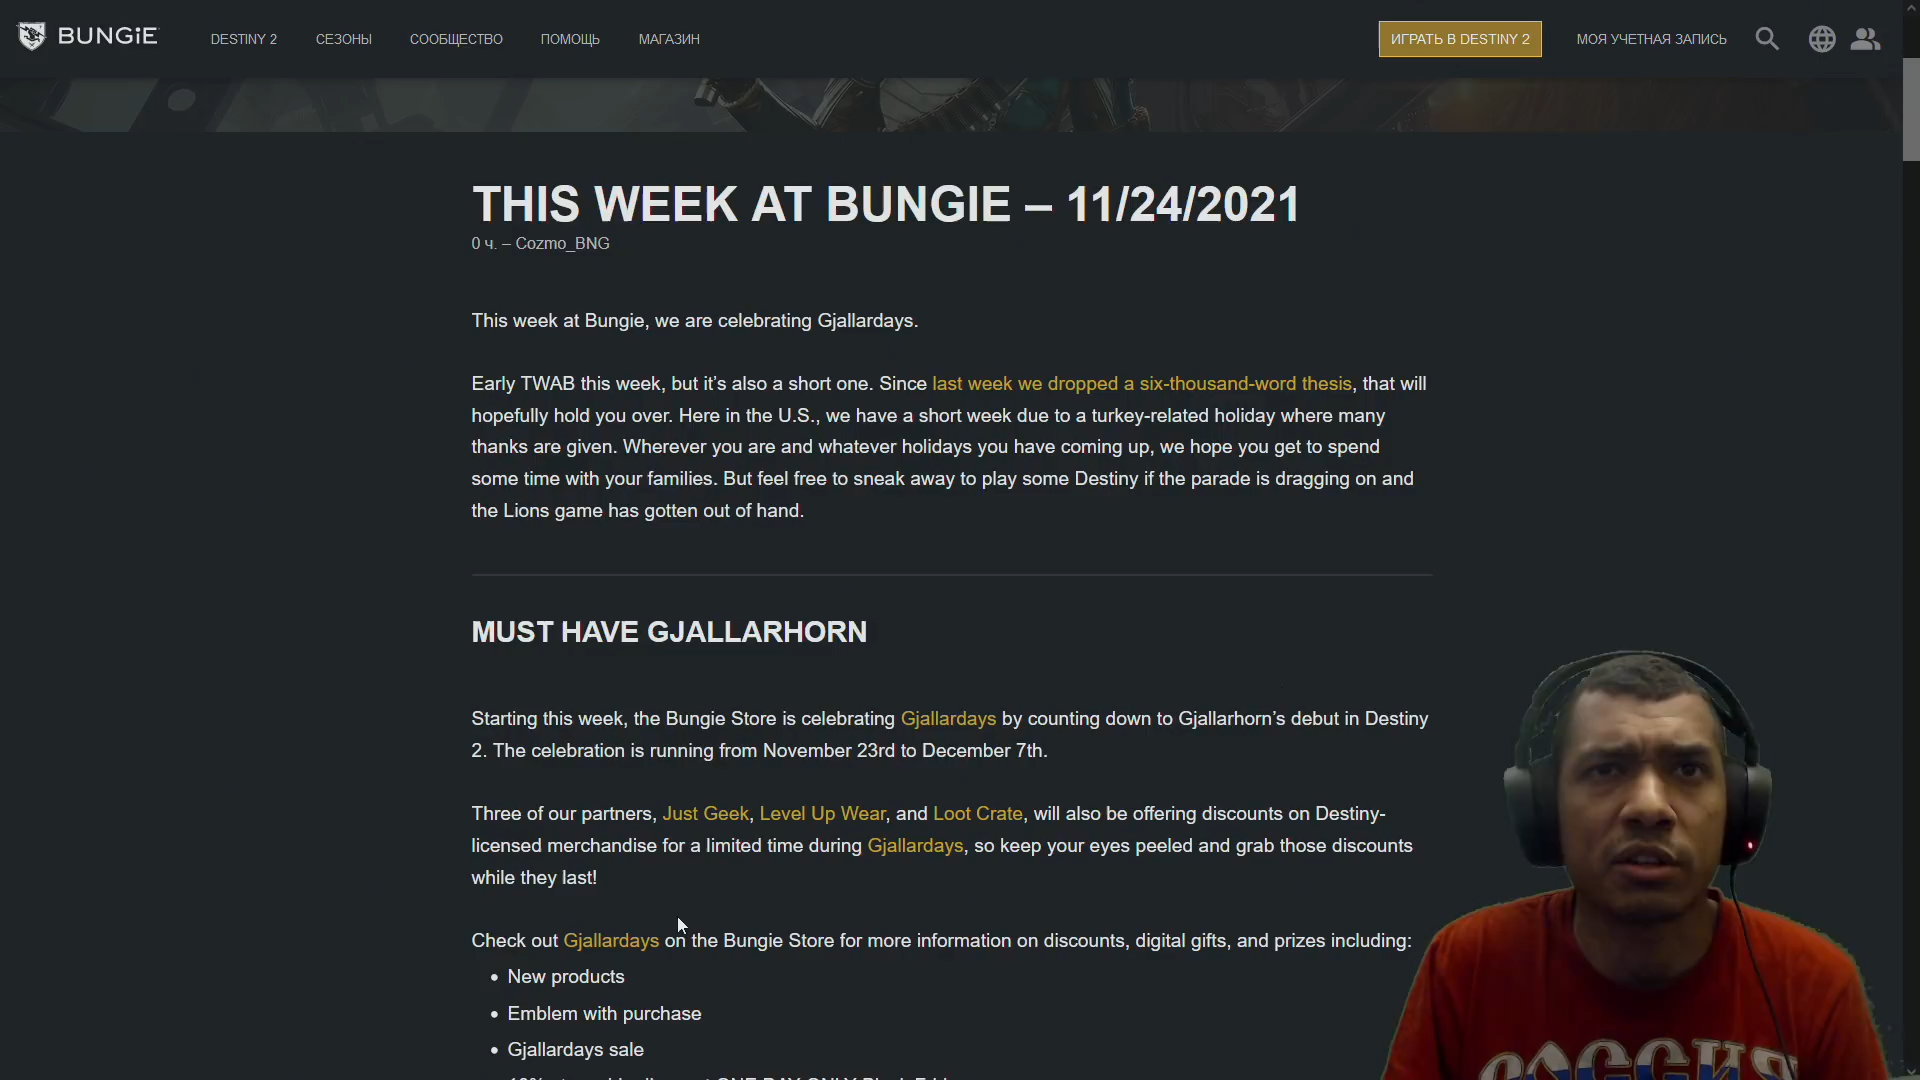 BUNGiE
DESTINY 2
СЕЗОНЫ
СООБЩЕСТВО
ПОМОЩЬ
МАГАЗИН
ИГРАТЬ В DESTINY 2
МОЯ УЧЕТНАЯ ЗАПИСЬ
THIS WEEK AT BUNGIE – 11/24/2021
0 ч. – Cozmo_BNG
This week at Bungie, we are celebrating Gjallardays.
Early TWAB this week, but it’s also a short one. Since last week we dropped a six-thousand-word thesis, that will
hopefully hold you over. Here in the U.S., we have a short week due to a turkey-related holiday where many
thanks are given. Wherever you are and whatever holidays you have coming up, we hope you get to spend
some time with your families. But feel free to sneak away to play some Destiny if the parade is dragging on and
the Lions game has gotten out of hand.
MUST HAVE GJALLARHORN
Starting this week, the Bungie Store is celebrating Gjallardays by counting down to Gjallarhorn’s debut in Destiny
2. The celebration is running from November 23rd to December 7th.
Three of our partners, Just Geek, Level Up Wear, and Loot Crate, will also be offering discounts on Destiny-
licensed merchandise for a limited time during Gjallardays, so keep your eyes peeled and grab those discounts
while they last!
Check out Gjallardays on the Bungie Store for more information on discounts, digital gifts, and prizes including:
• New products
• Emblem with purchase
• Gjallardays sale
РОССИЯ